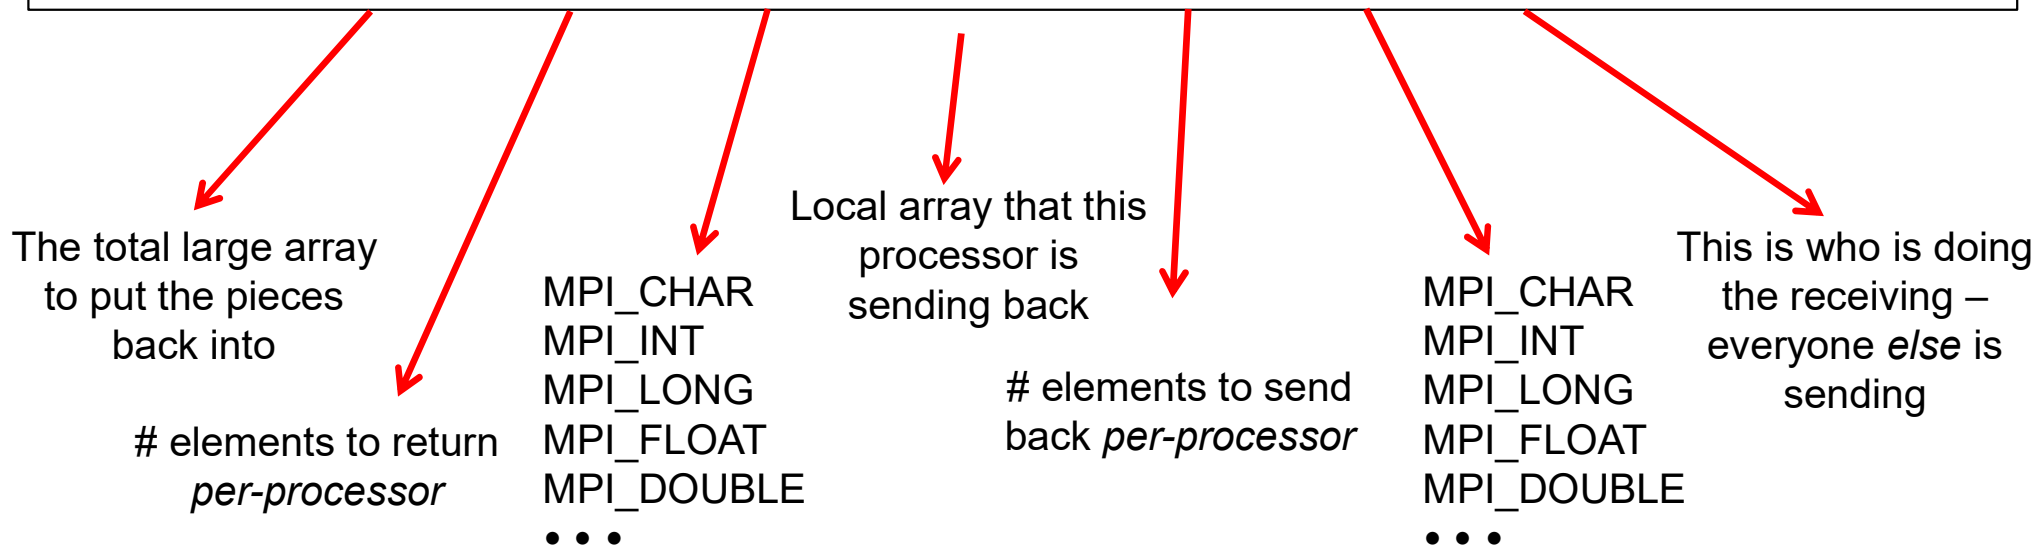 The total large array
to put the pieces
back into
# elements to return
per-processor
MPI_CHAR
MPI_INT
MPI_LONG
MPI_FLOAT
MPI_DOUBLE
• • •
Local array that this
processor is
sending back
# elements to send
back per-processor
MPI_CHAR
MPI_INT
MPI_LONG
MPI_FLOAT
MPI_DOUBLE
• • •
This is who is doing
the receiving –
everyone else is
sending